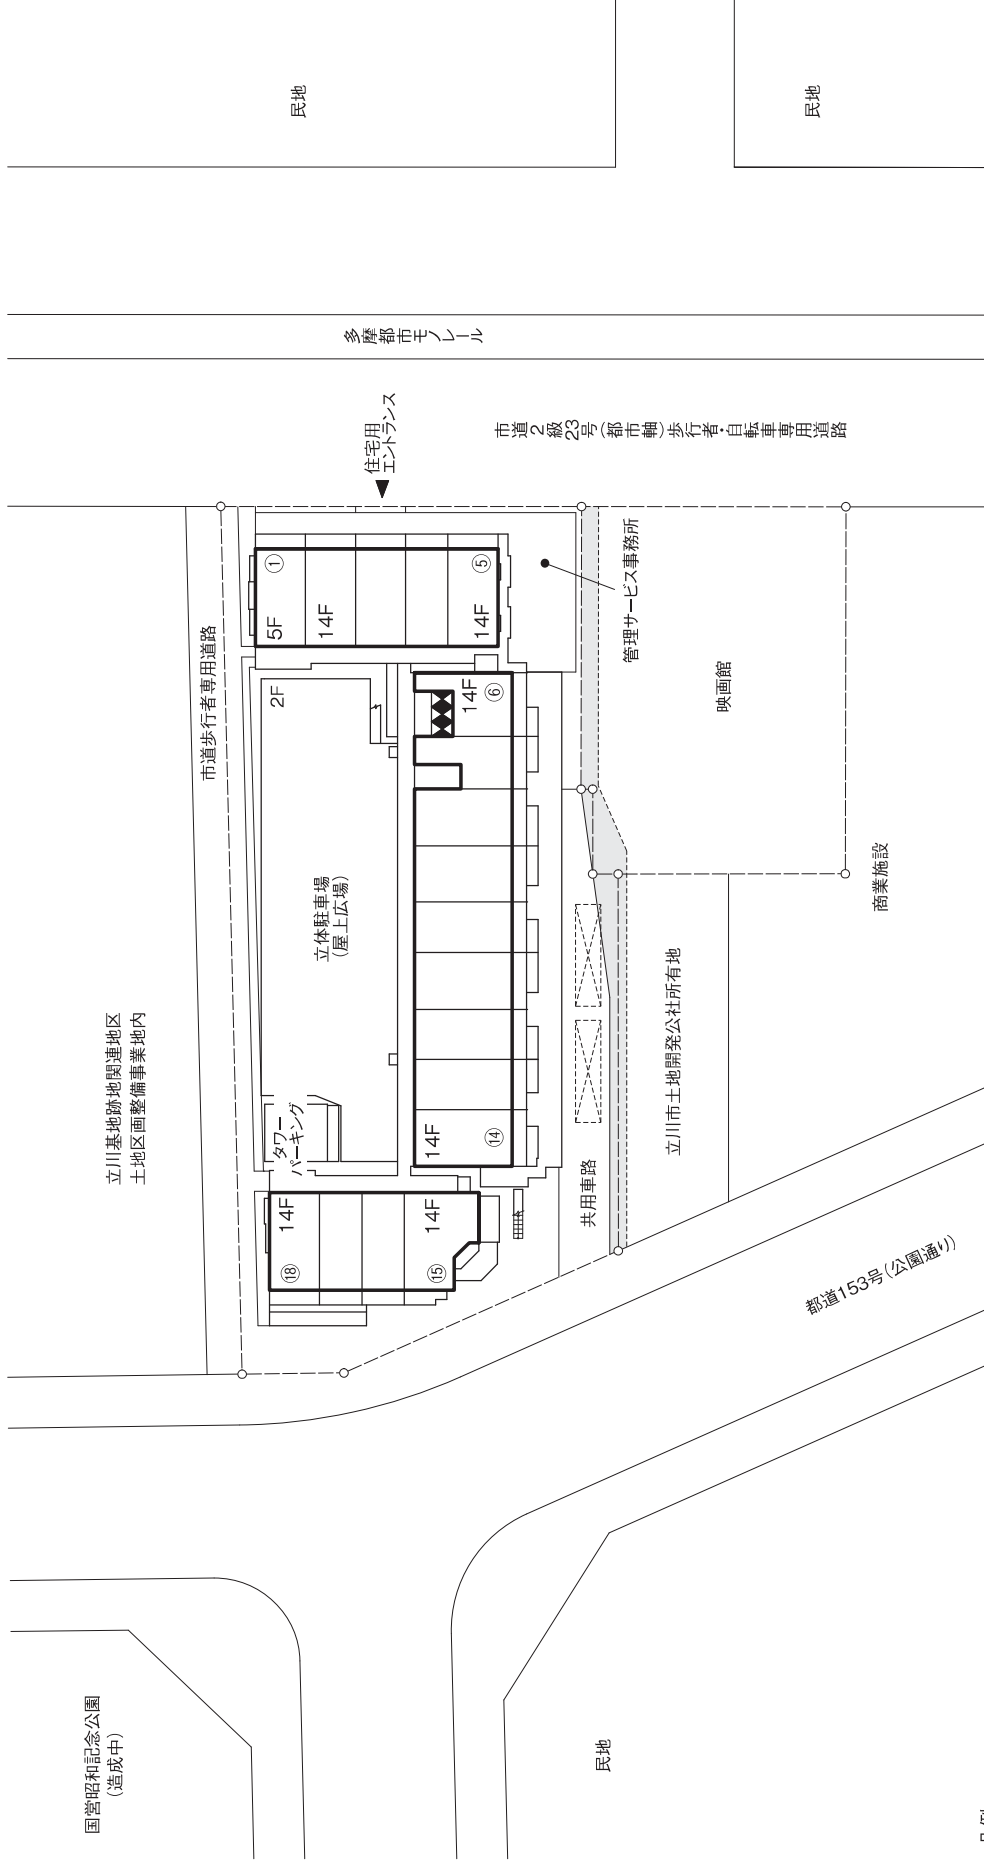 民地
民地
多摩都市モノレール
住宅用
エントランス
市道2級23号(都市軸)歩行者・自転車専用道路
市道歩行者専用道路
5F
①
14F
14F
⑤
管理サービス事務所
2F
14F
⑥
映画館
立体駐車場
(屋上広場)
商業施設
立川基地跡地関連地区
土地区画整備事業地内
タワー
パーキング
14F
⑭
立川市土地開発公社所有地
共用車路
14F
⑱
14F
⑮
都道153号(公園通り)
国営昭和記念公園
(造成中)
民地